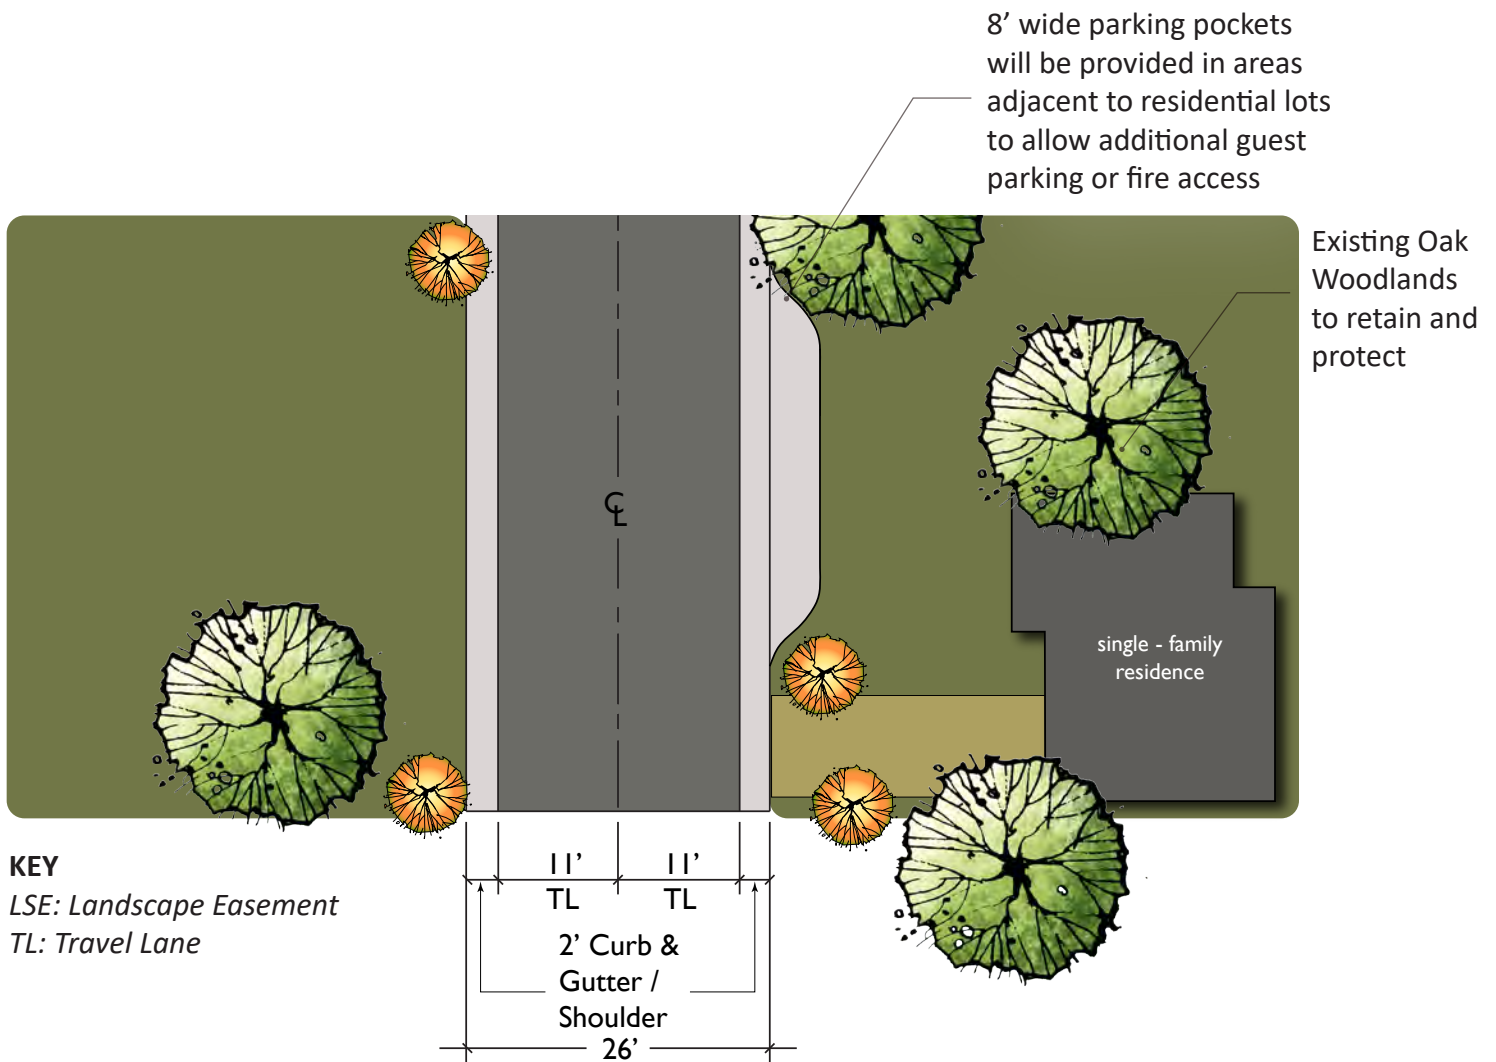 8’ wide parking pockets
will be provided in areas
adjacent to residential lots
to allow additional guest
parking or fire access
Existing Oak
Woodlands
to retain and
protect
℄
single - family
residence
KEY
LSE: Landscape Easement
TL: Travel Lane
11’ 11’
TL TL
2’ Curb &
Gutter /
Shoulder
26’